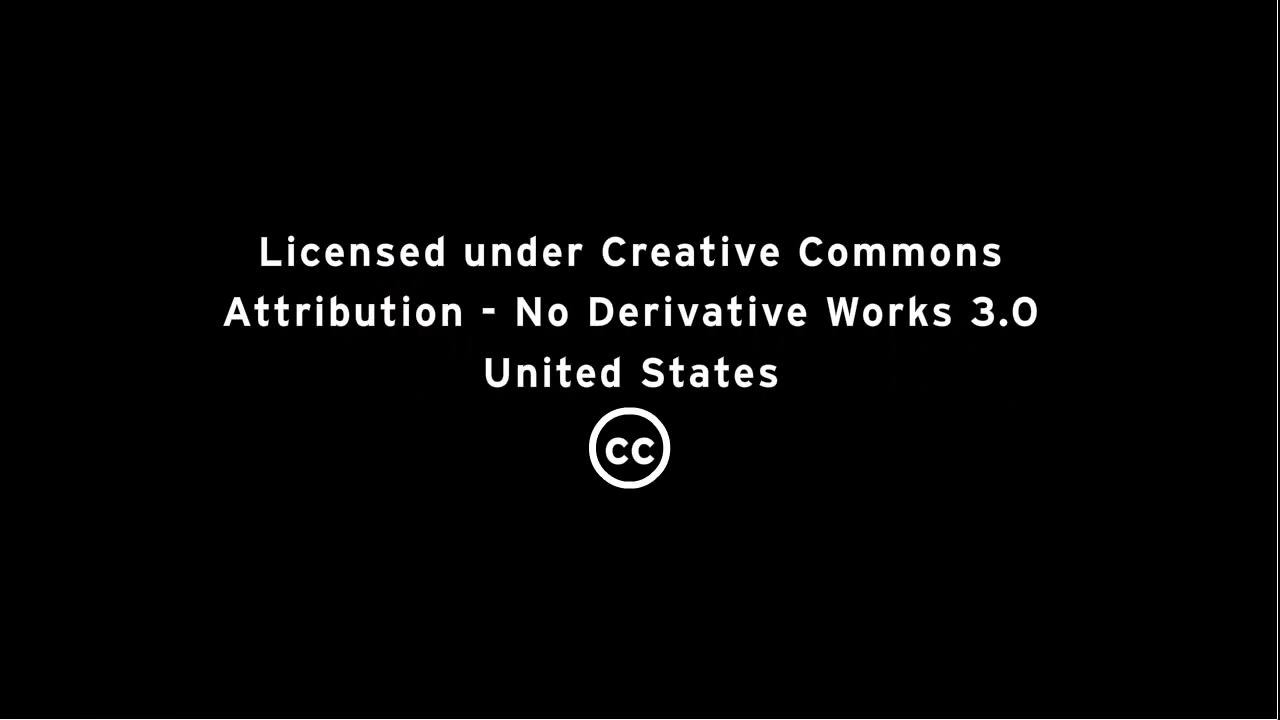 Licensed under Creative Commons
Attribution - No Derivative Works 3.0
United States
cc